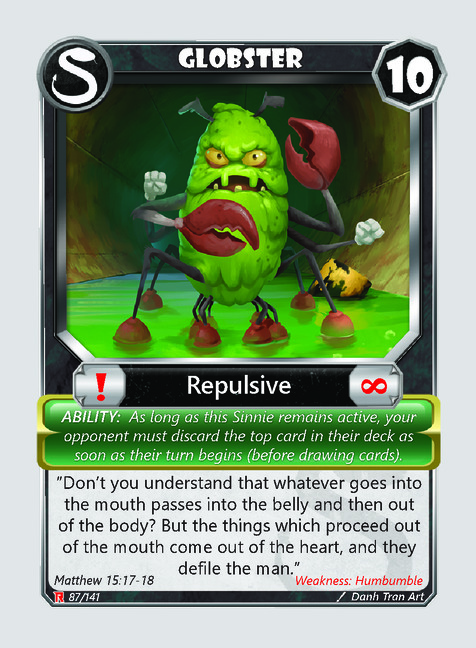 S
GLOBSTER
10
!
Repulsive
∞
ABILITY: As long as this Sinnie remains active, your
opponent must discard the top card in their deck as
soon as their turn begins (before drawing cards).
"Don't you understand that whatever goes into
the mouth passes into the belly and then out
of the body? But the things which proceed out
of the mouth come out of the heart, and they
defile the man."
Matthew 15:17-18
Weakness: Humbumble
R 87/141
Danh Tran Art